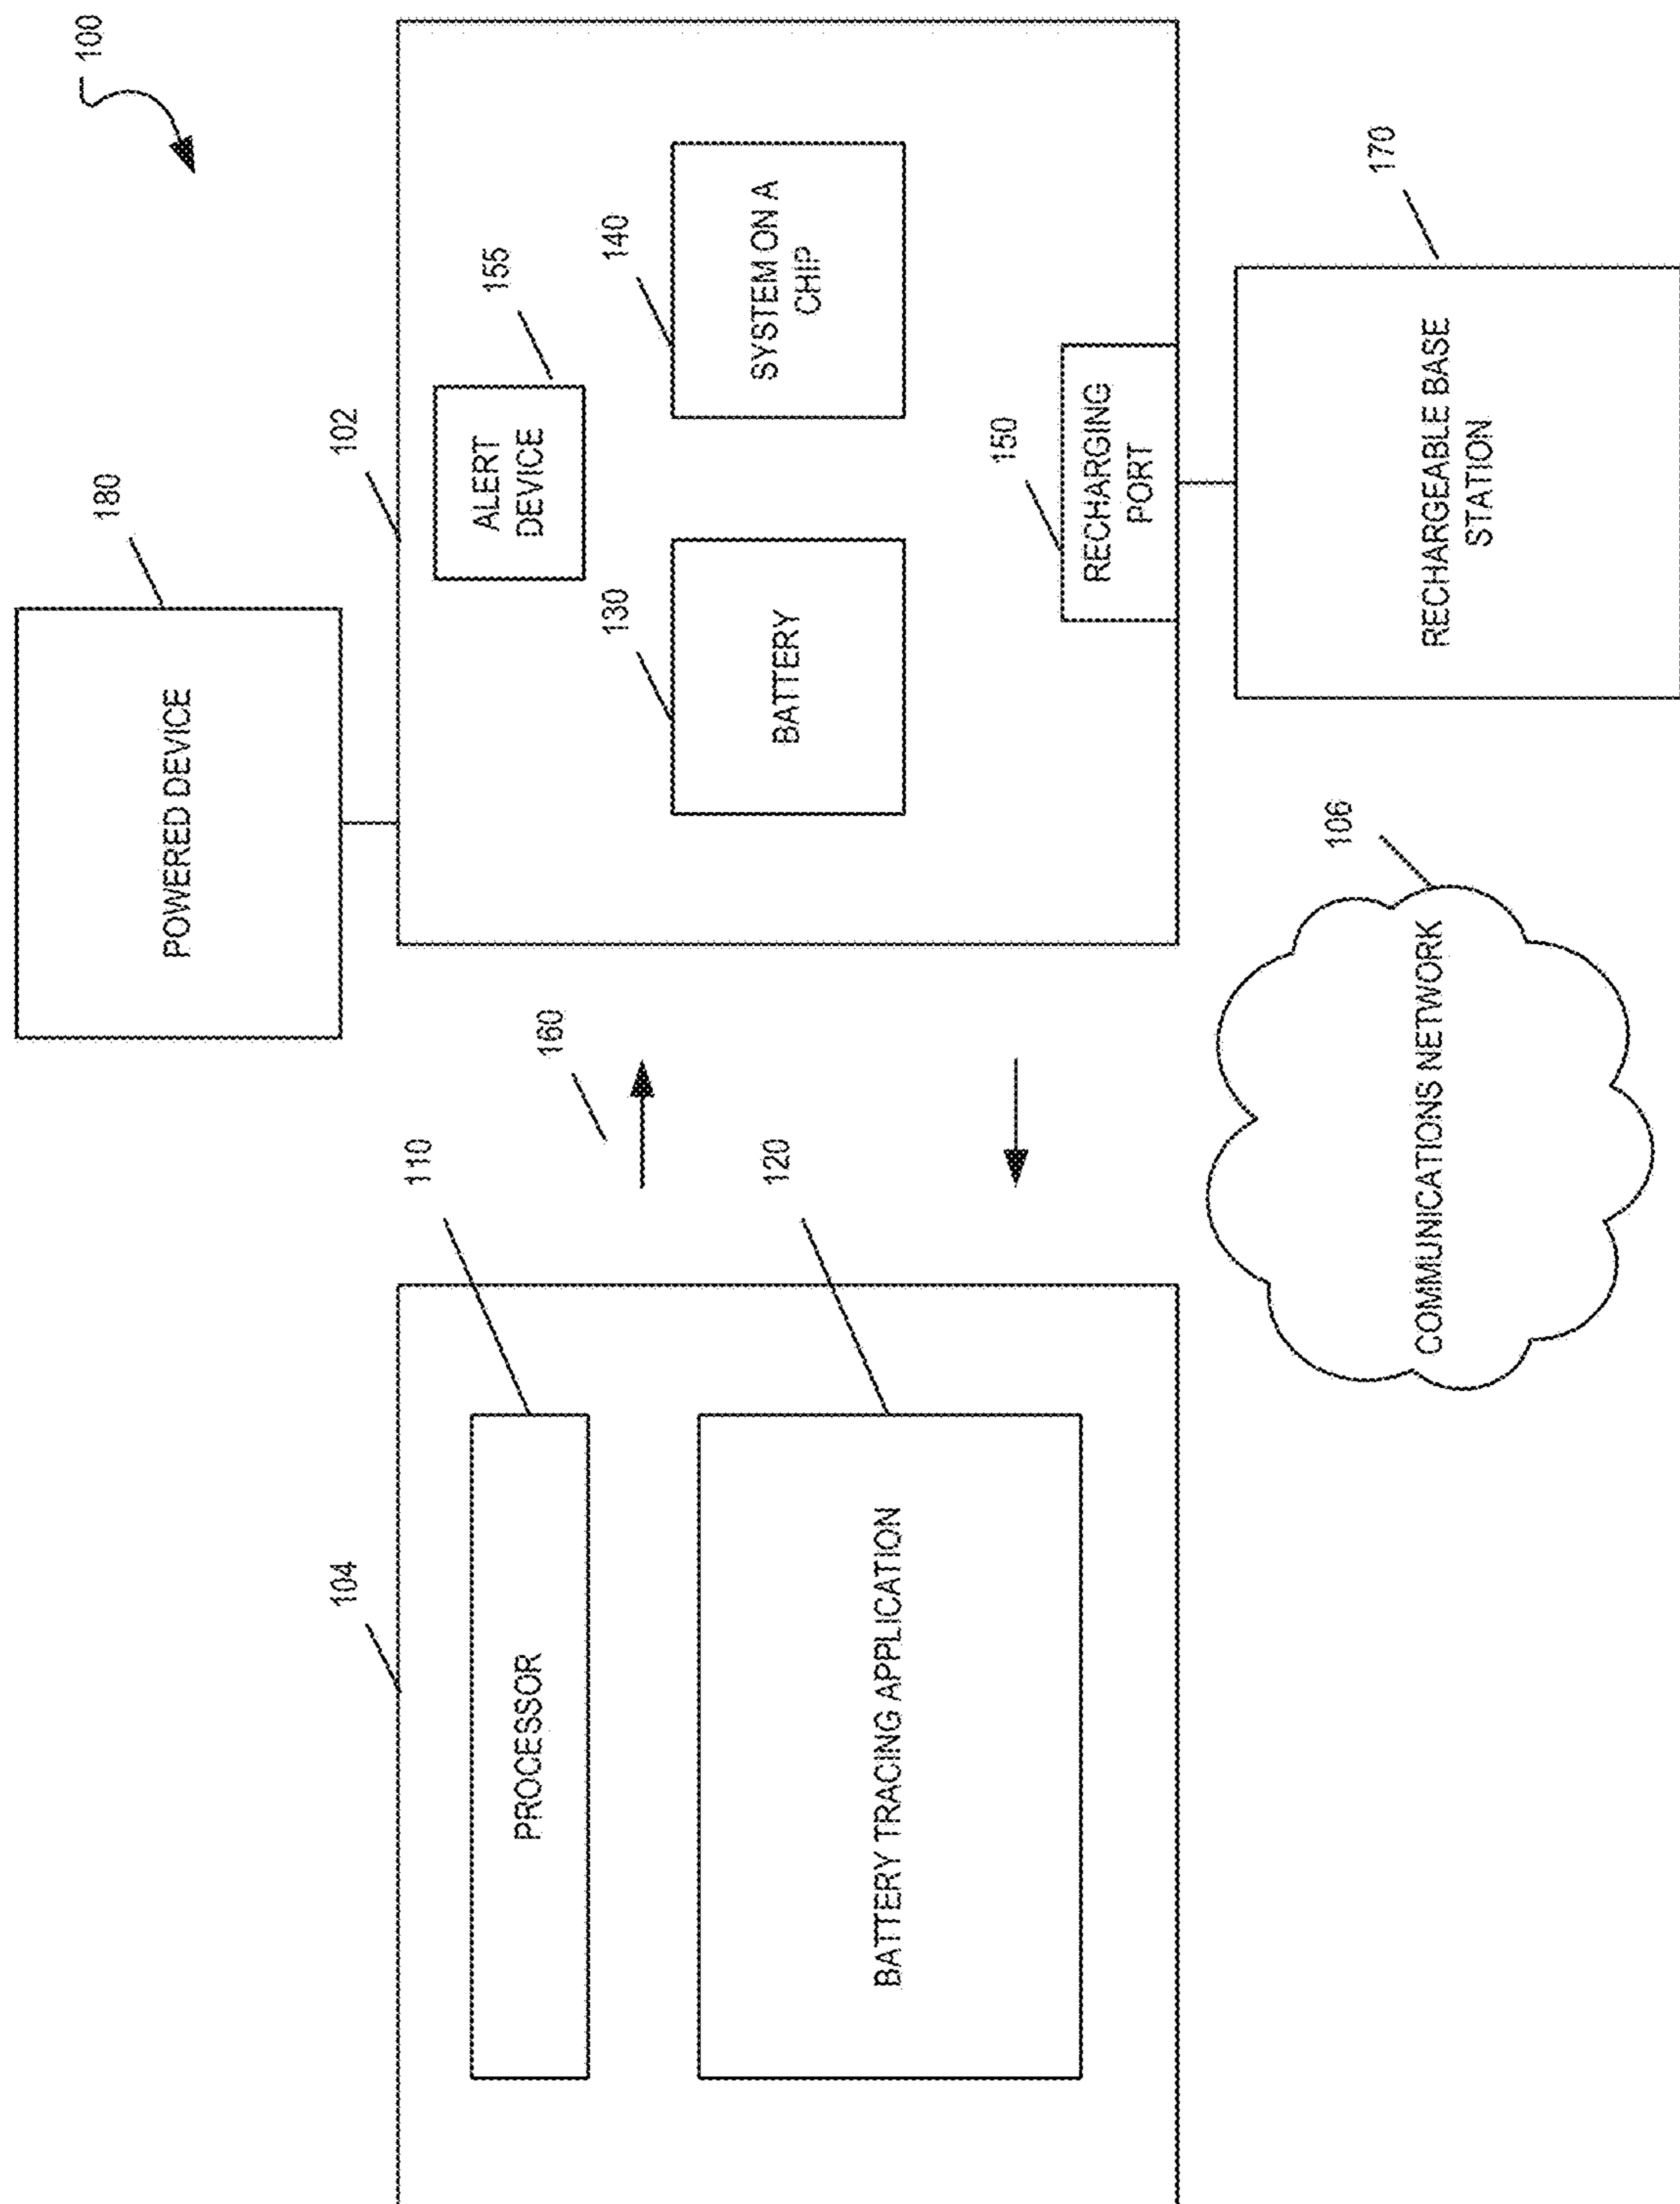 100
180
POWERED DEVICE
102
ALERT
DEVICE
155
130
BATTERY
140
SYSTEM ON A
CHIP
150
RECHARGING
PORT
170
RECHARGEABLE BASE
STATION
160
104
110
PROCESSOR
120
BATTERY TRACING APPLICATION
106
COMMUNICATIONS NETWORK